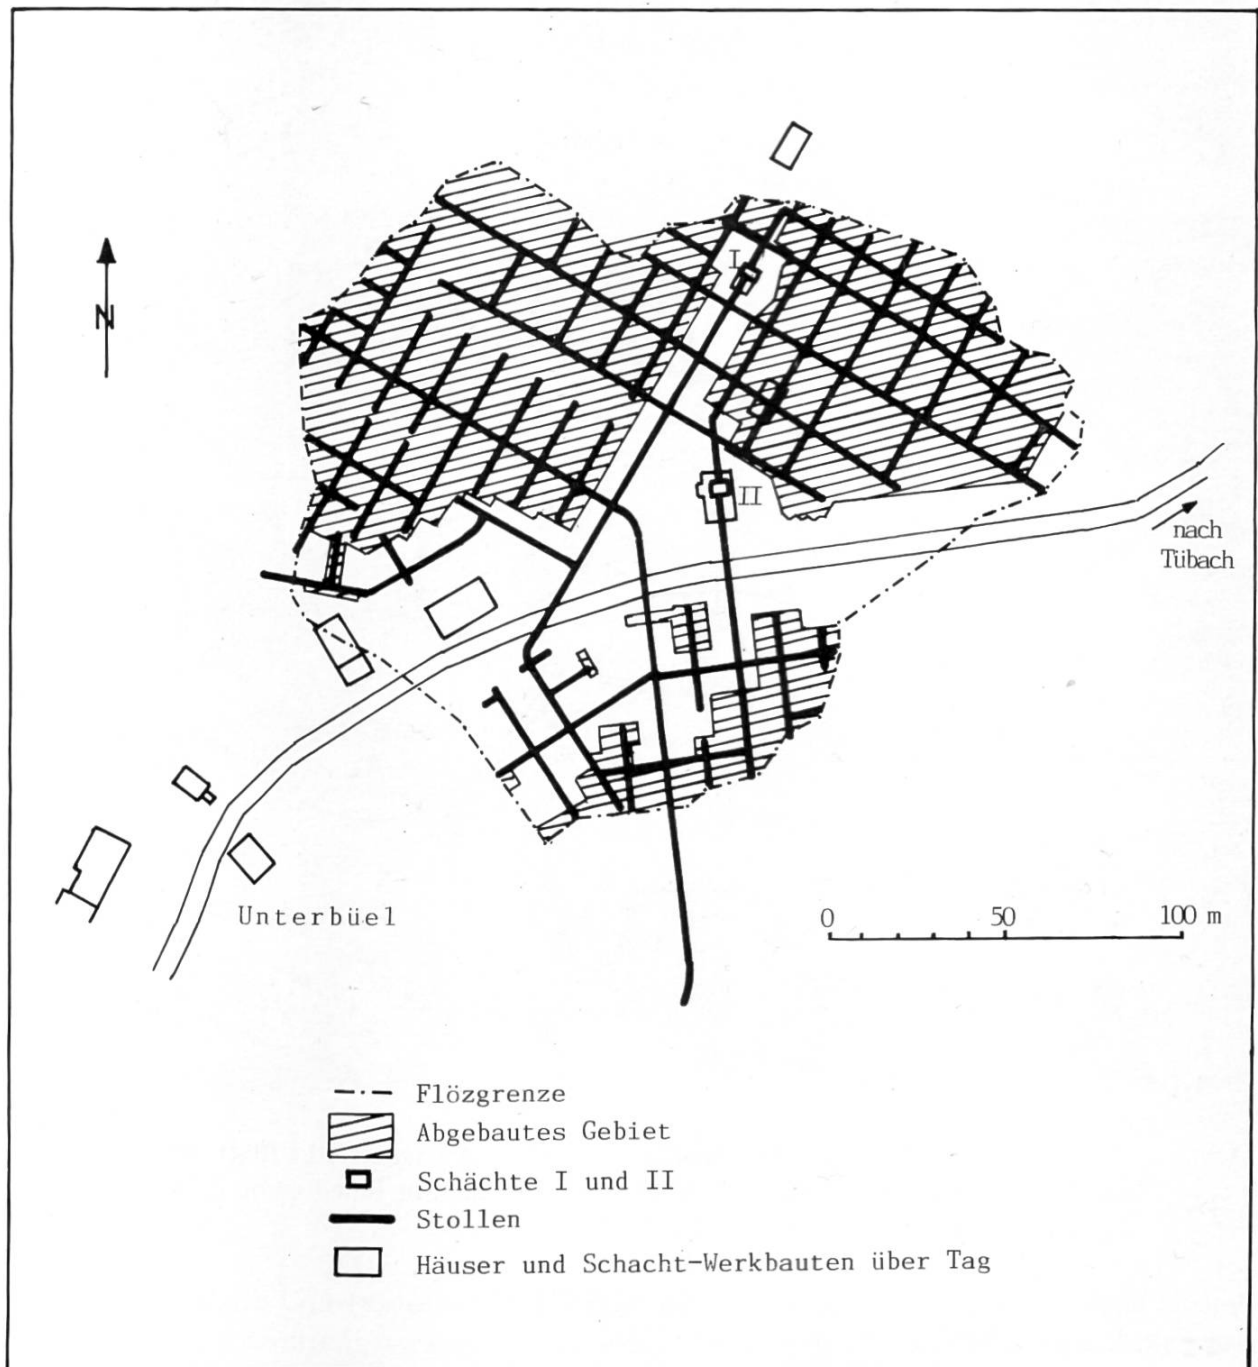 I
N
II
nach
Tübach
Unterbüel
0 50 100 m
Flözgrenze
Abgebautes Gebiet
Schächte I und II
Stollen
Häuser und Schacht-Werkbauten über Tag